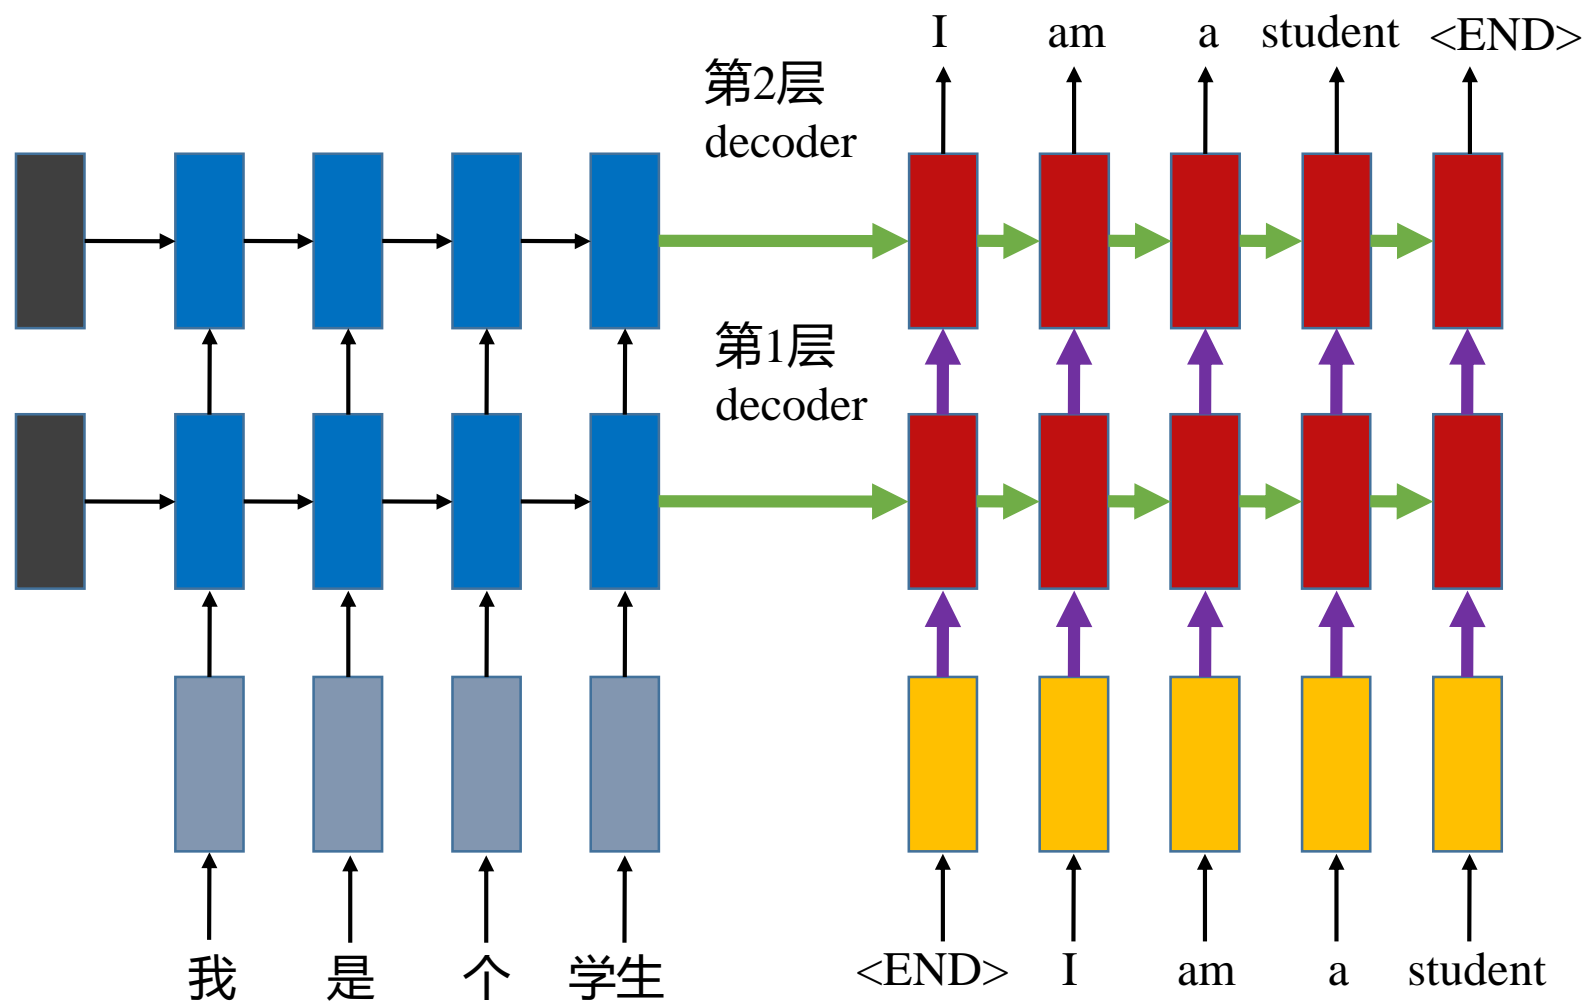 I am a student <END>
第2层
decoder
第1层
decoder
我 是 个 学生 <END> I am a student